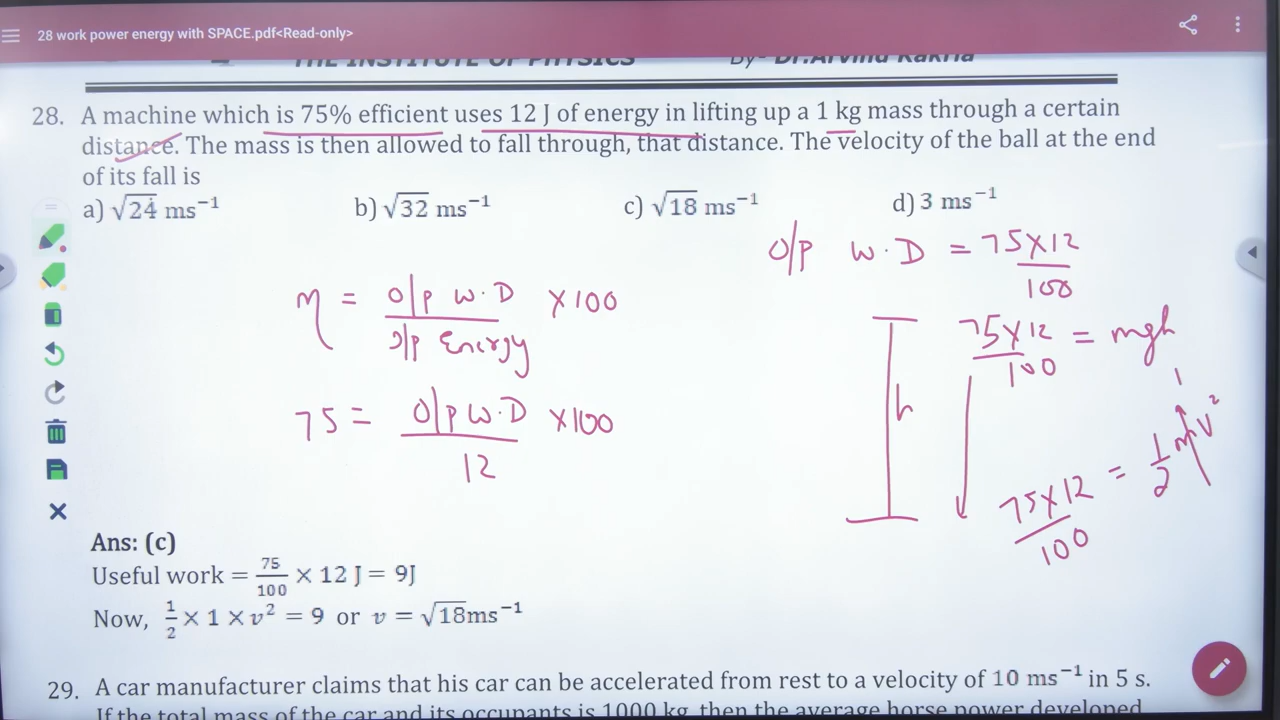 28 work power energy with SPACE.pdf<Read-only>
THE INSTITUTE OF PHYSICS By- Dr.Arvind Kakria
28. A machine which is 75% efficient uses 12 J of energy in lifting up a 1 kg mass through a certain
distance. The mass is then allowed to fall through, that distance. The velocity of the ball at the end
of its fall is
a) √24 ms⁻¹ b) √32 ms⁻¹ c) √18 ms⁻¹ d) 3 ms⁻¹
O/P W.D = 75×12/100
η = O/P W.D / I/P Energy ×100
75×12/100 = mgh
h
75 = O/P W.D / 12 ×100
1
75×12/100 = 1/2 mv²
Ans: (c)
Useful work = 75/100 × 12 J = 9J
Now, 1/2 × 1 × v² = 9 or v = √18ms⁻¹
29. A car manufacturer claims that his car can be accelerated from rest to a velocity of 10 ms⁻¹ in 5 s.
If the total mass of the car and its occupants is 1000 kg, then the average horse power developed